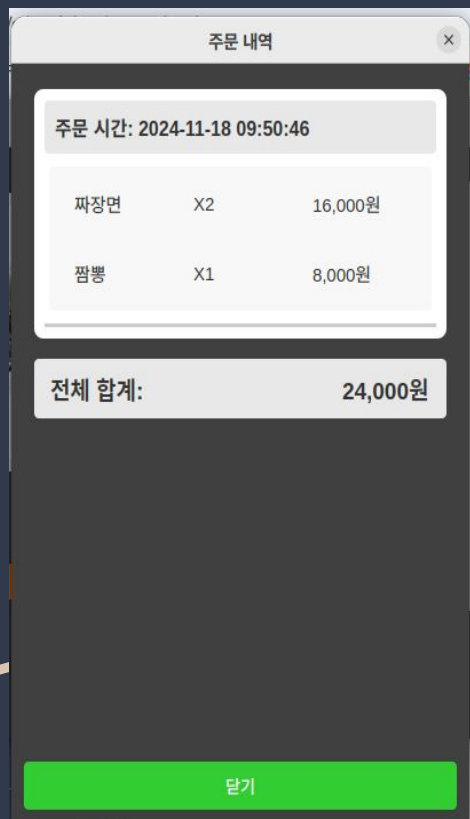 주문 내역
주문 시간: 2024-11-18 09:50:46
짜장면 X2 16,000원
짬뽕 X1 8,000원
전체 합계: 24,000원
닫기